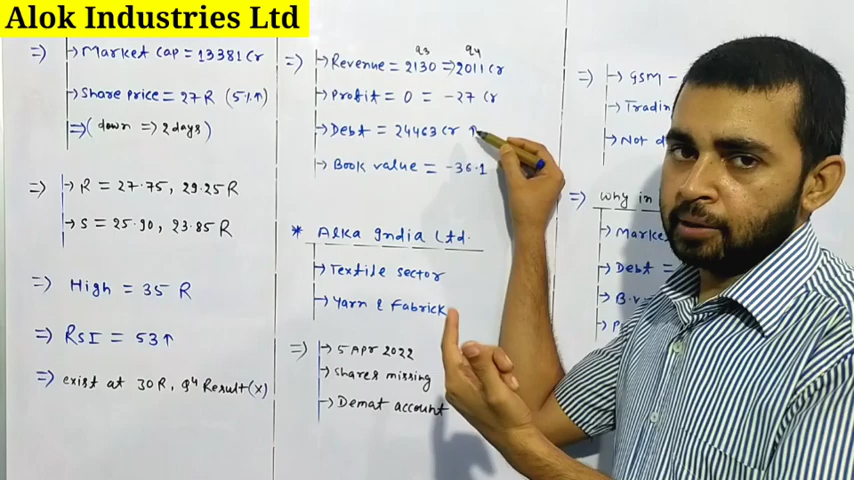 Alok Industries Ltd
=> → Market Cap = 13381 Cr
→ Share price = 27 R (5% ↑)
=> (down => 2 days)
=> → R = 27.75, 29.25 R
→ S = 25.90, 23.85 R
=> High = 35 R
=> RSI = 53 ↑
=> exist at 30 R, Q4 Result (x)
q3 q4
=> → Revenue = 2130 => 2011 Cr
→ Profit = 0 = -27 Cr
→ Debt = 24463 Cr ↑
→ Book value = -36.1
* Alka India Ltd.
→ Textile sector
→ Yarn & Fabrick
=> → 5 Apr 2022
→ Shares missing
→ Demat account
=> → GSM -
→ Tradin
→ Not d
=> why in
→ Marke
→ Debt =
→ B.v =
→ P